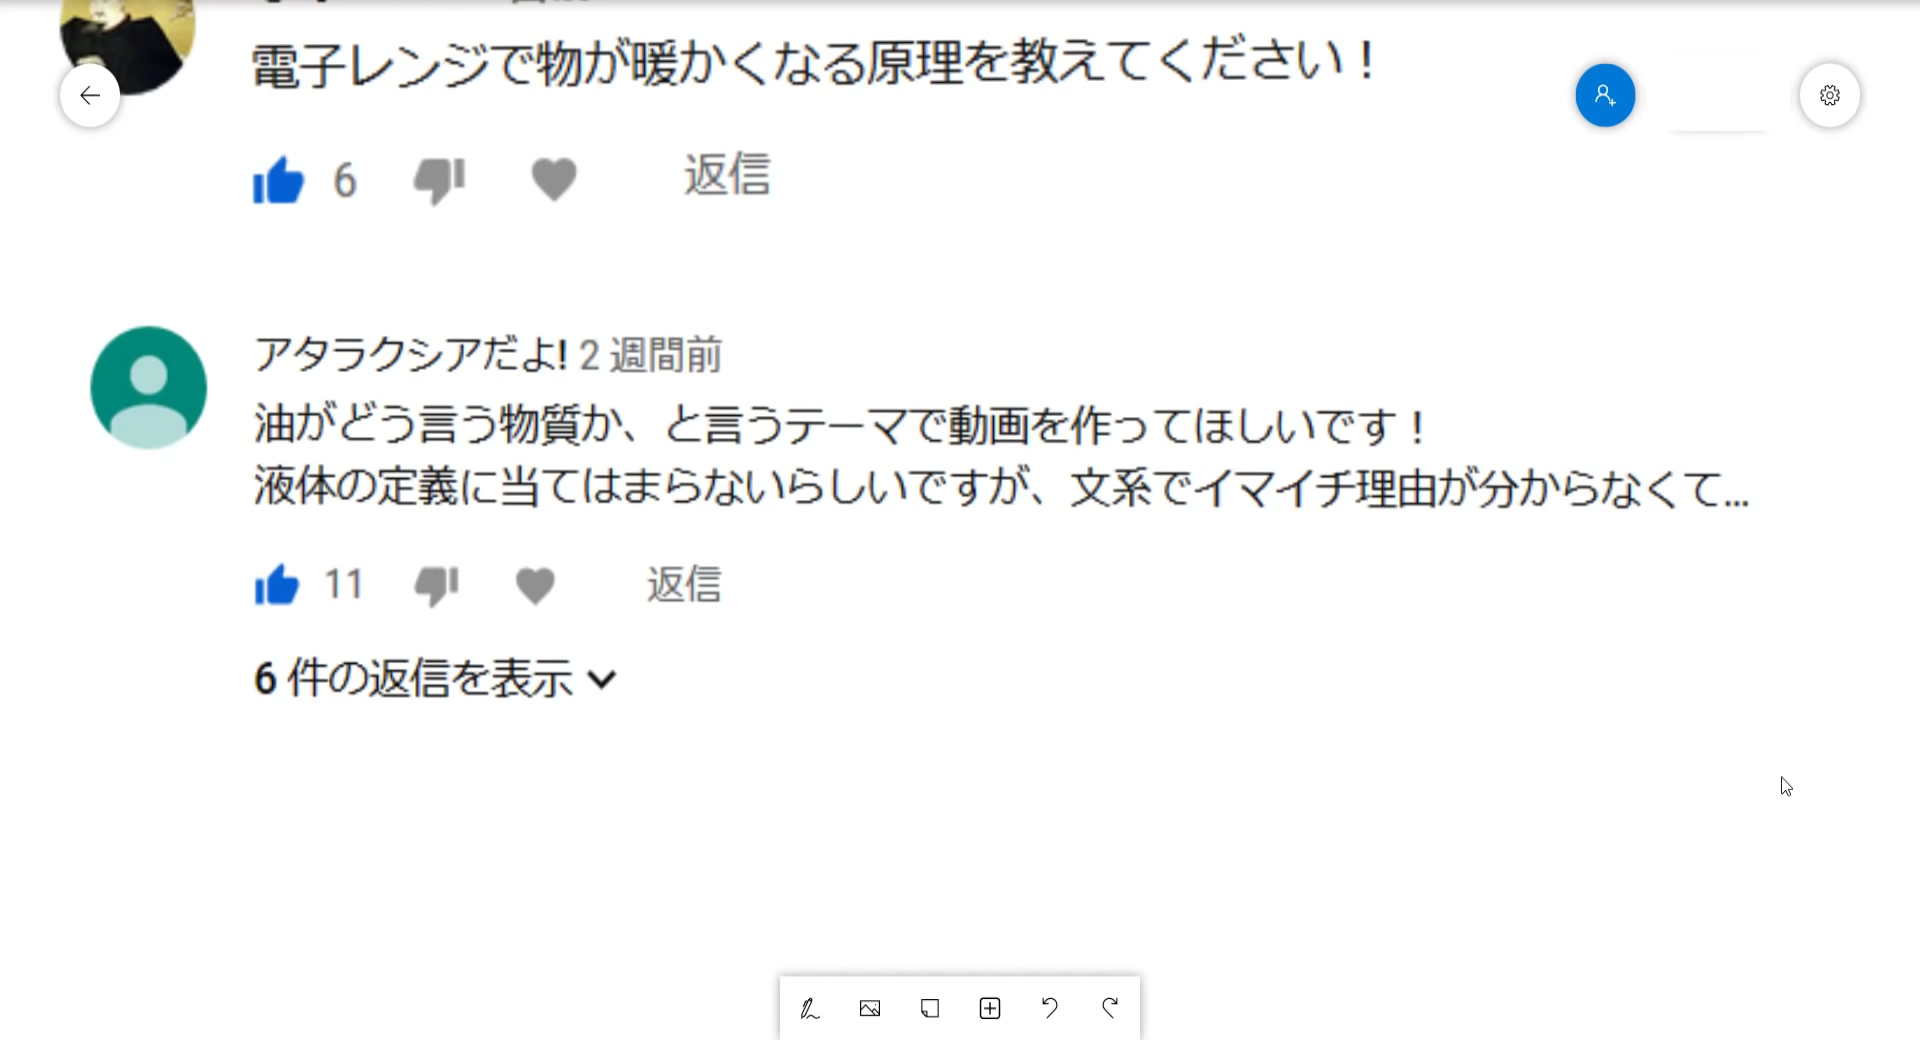 電子レンジで物が暖かくなる原理を教えてください！
6 返信
アタラクシアだよ! 2 週間前
油がどう言う物質か、と言うテーマで動画を作ってほしいです！
液体の定義に当てはまらないらしいですが、文系でイマイチ理由が分からなくて...
11 返信
6 件の返信を表示